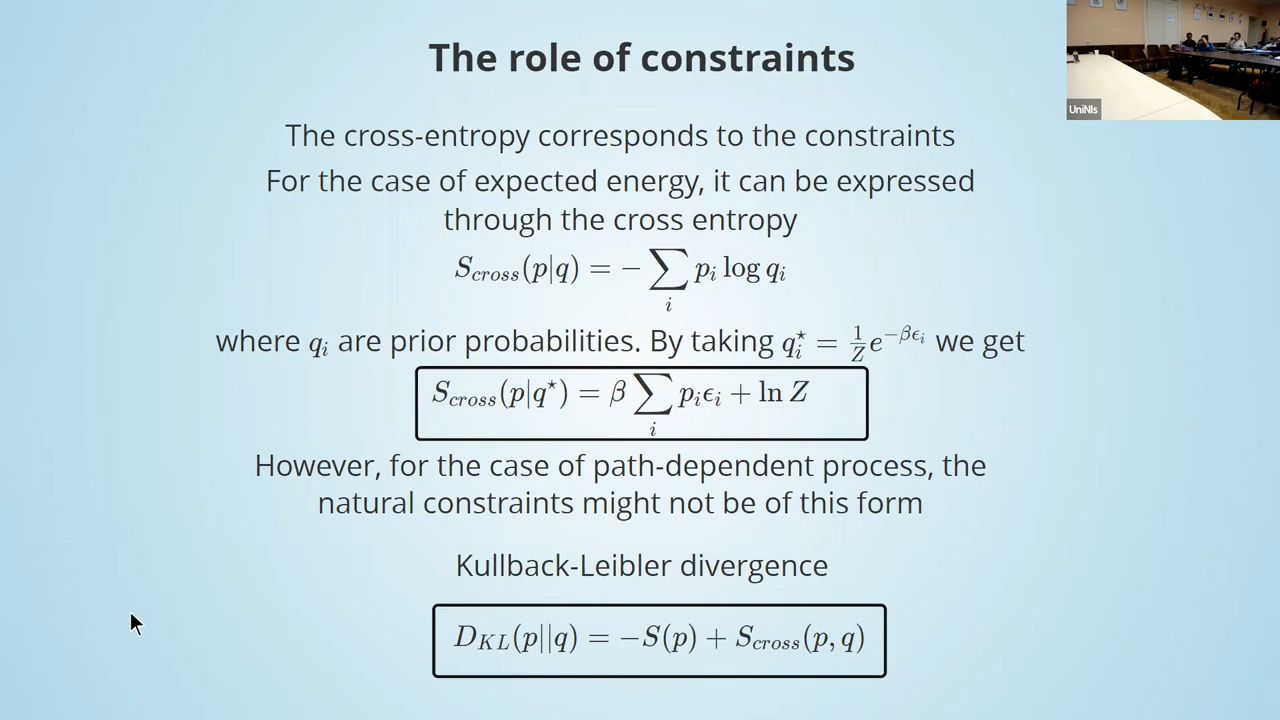 The role of constraints
UniNIs
The cross-entropy corresponds to the constraints
For the case of expected energy, it can be expressed
through the cross entropy
$S_{cross}(p|q) = -\sum_i p_i \log q_i$
where $q_i$ are prior probabilities. By taking $q_i^\star = \frac{1}{Z} e^{-\beta\epsilon_i}$ we get
$S_{cross}(p|q^\star) = \beta \sum_i p_i \epsilon_i + \ln Z$
However, for the case of path-dependent process, the
natural constraints might not be of this form
Kullback-Leibler divergence
$D_{KL}(p||q) = -S(p) + S_{cross}(p, q)$